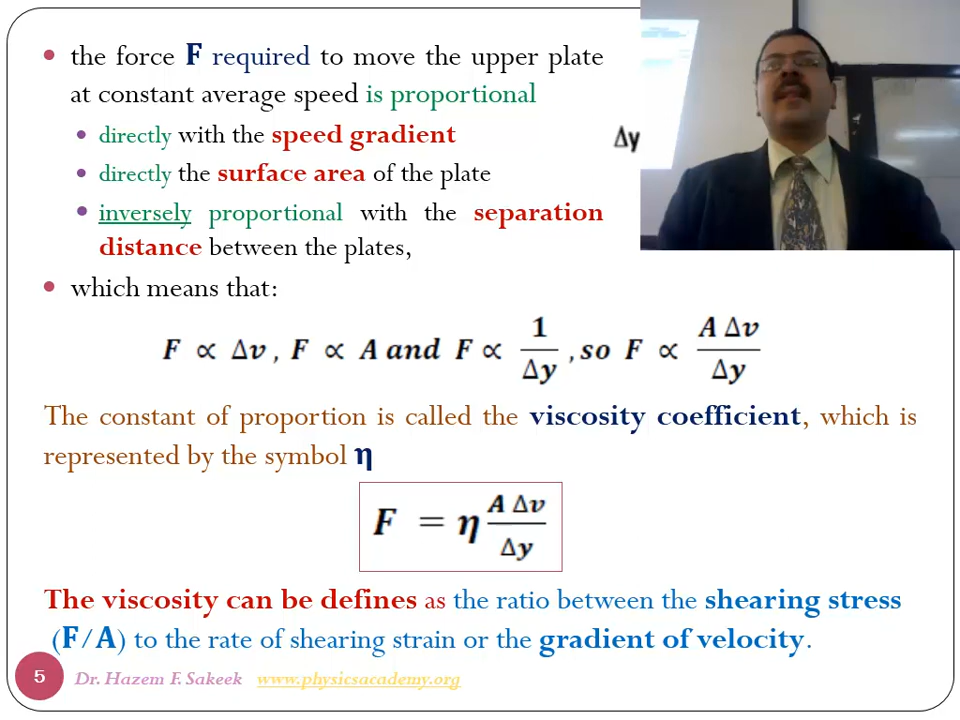 • the force F required to move the upper plate
at constant average speed is proportional
• directly with the speed gradient
Δy
• directly the surface area of the plate
• inversely proportional with the separation
distance between the plates,
• which means that:
F ∝ Δv , F ∝ A and F ∝ 1/Δy , so F ∝ A Δv/Δy
The constant of proportion is called the viscosity coefficient, which is
represented by the symbol η
F = η A Δv/Δy
The viscosity can be defines as the ratio between the shearing stress
(F/A) to the rate of shearing strain or the gradient of velocity.
5 Dr. Hazem F. Sakeek www.physicsacademy.org